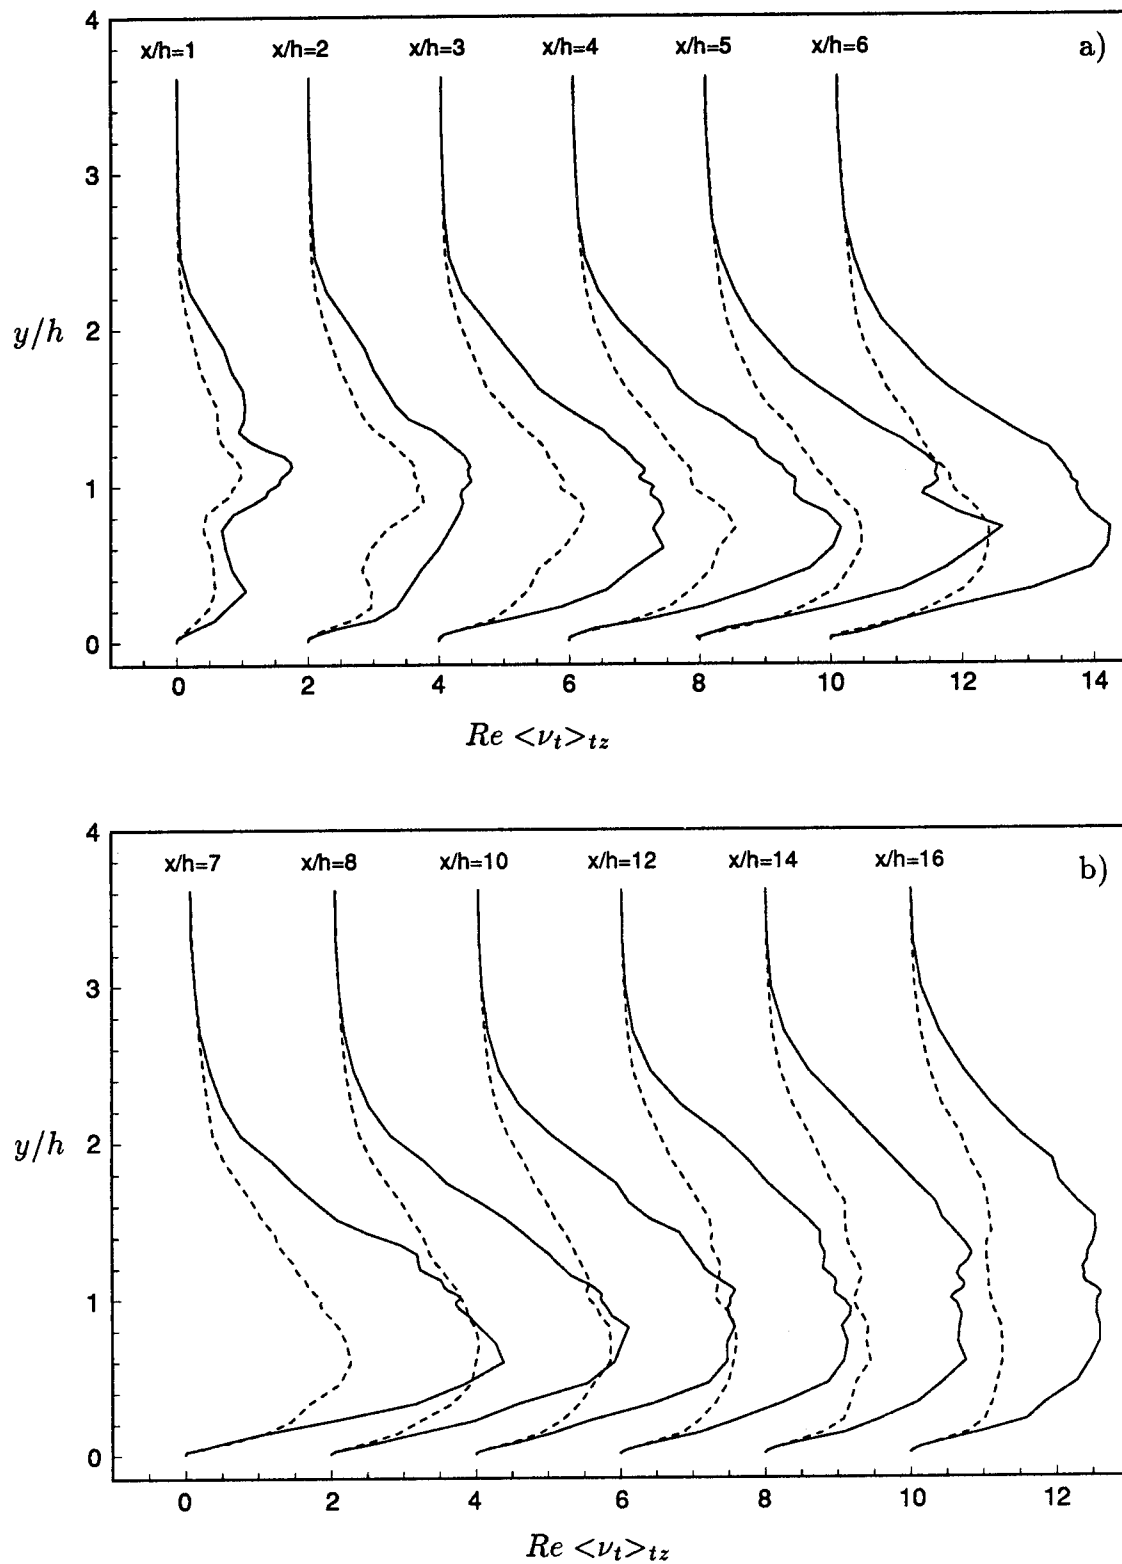 4
x/h=1 x/h=2 x/h=3 x/h=4 x/h=5 x/h=6 a)
3
y/h 2
1
0
0 2 4 6 8 10 12 14
Re <ν_t>_{tz}
4
x/h=7 x/h=8 x/h=10 x/h=12 x/h=14 x/h=16 b)
3
y/h 2
1
0
0 2 4 6 8 10 12
Re <ν_t>_{tz}